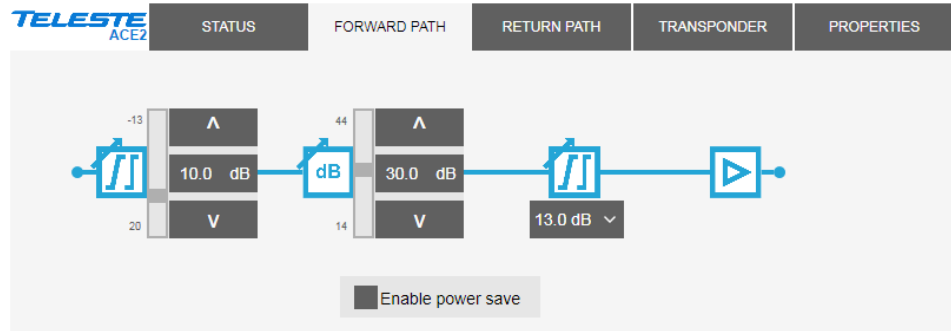 TELESTE
ACE2
STATUS
FORWARD PATH
RETURN PATH
TRANSPONDER
PROPERTIES
-13
20
10.0 dB
dB
44
14
30.0 dB
13.0 dB
Enable power save